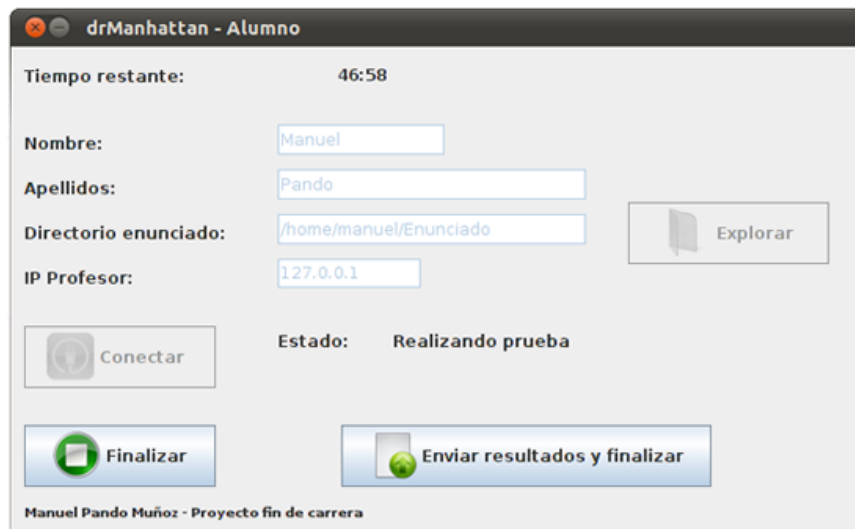 drManhattan - Alumno
Tiempo restante: 46:58
Nombre: Manuel
Apellidos: Pando
Directorio enunciado: /home/manuel/Enunciado
Explorar
IP Profesor: 127.0.0.1
Conectar
Estado: Realizando prueba
Finalizar
Enviar resultados y finalizar
Manuel Pando Muñoz - Proyecto fin de carrera